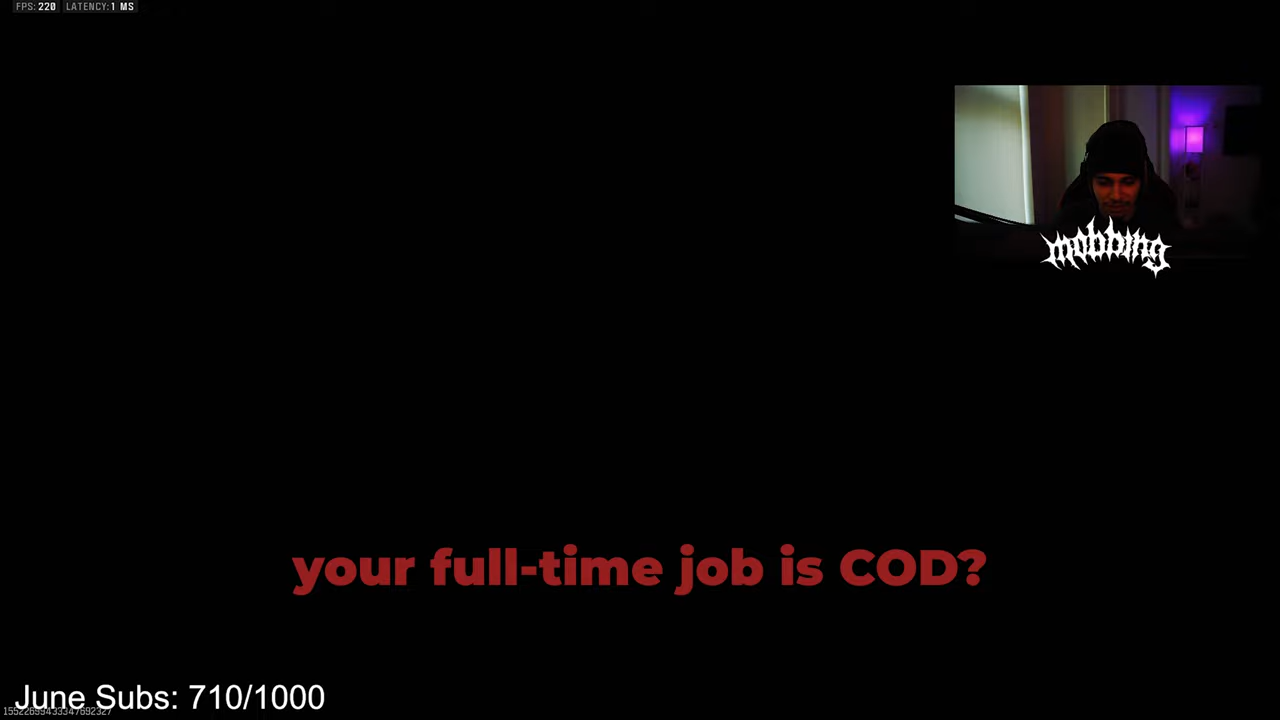 FPS: 220 LATENCY: 1 MS
mobbing
your full-time job is COD?
June Subs: 710/1000